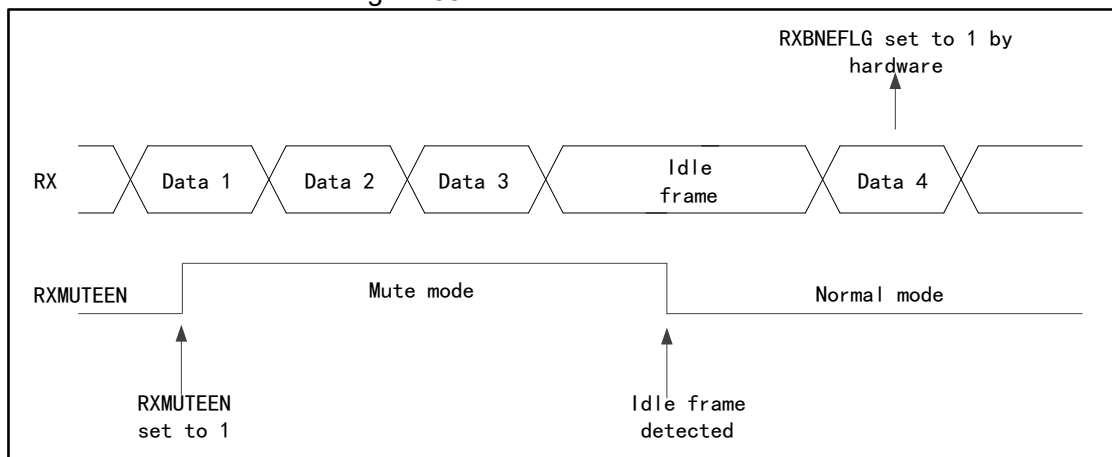 RXBNEFLG set to 1 by
hardware
RX
Data 1
Data 2
Data 3
Idle
frame
Data 4
RXMUTEEN
Mute mode
Normal mode
RXMUTEEN
set to 1
Idle frame
detected